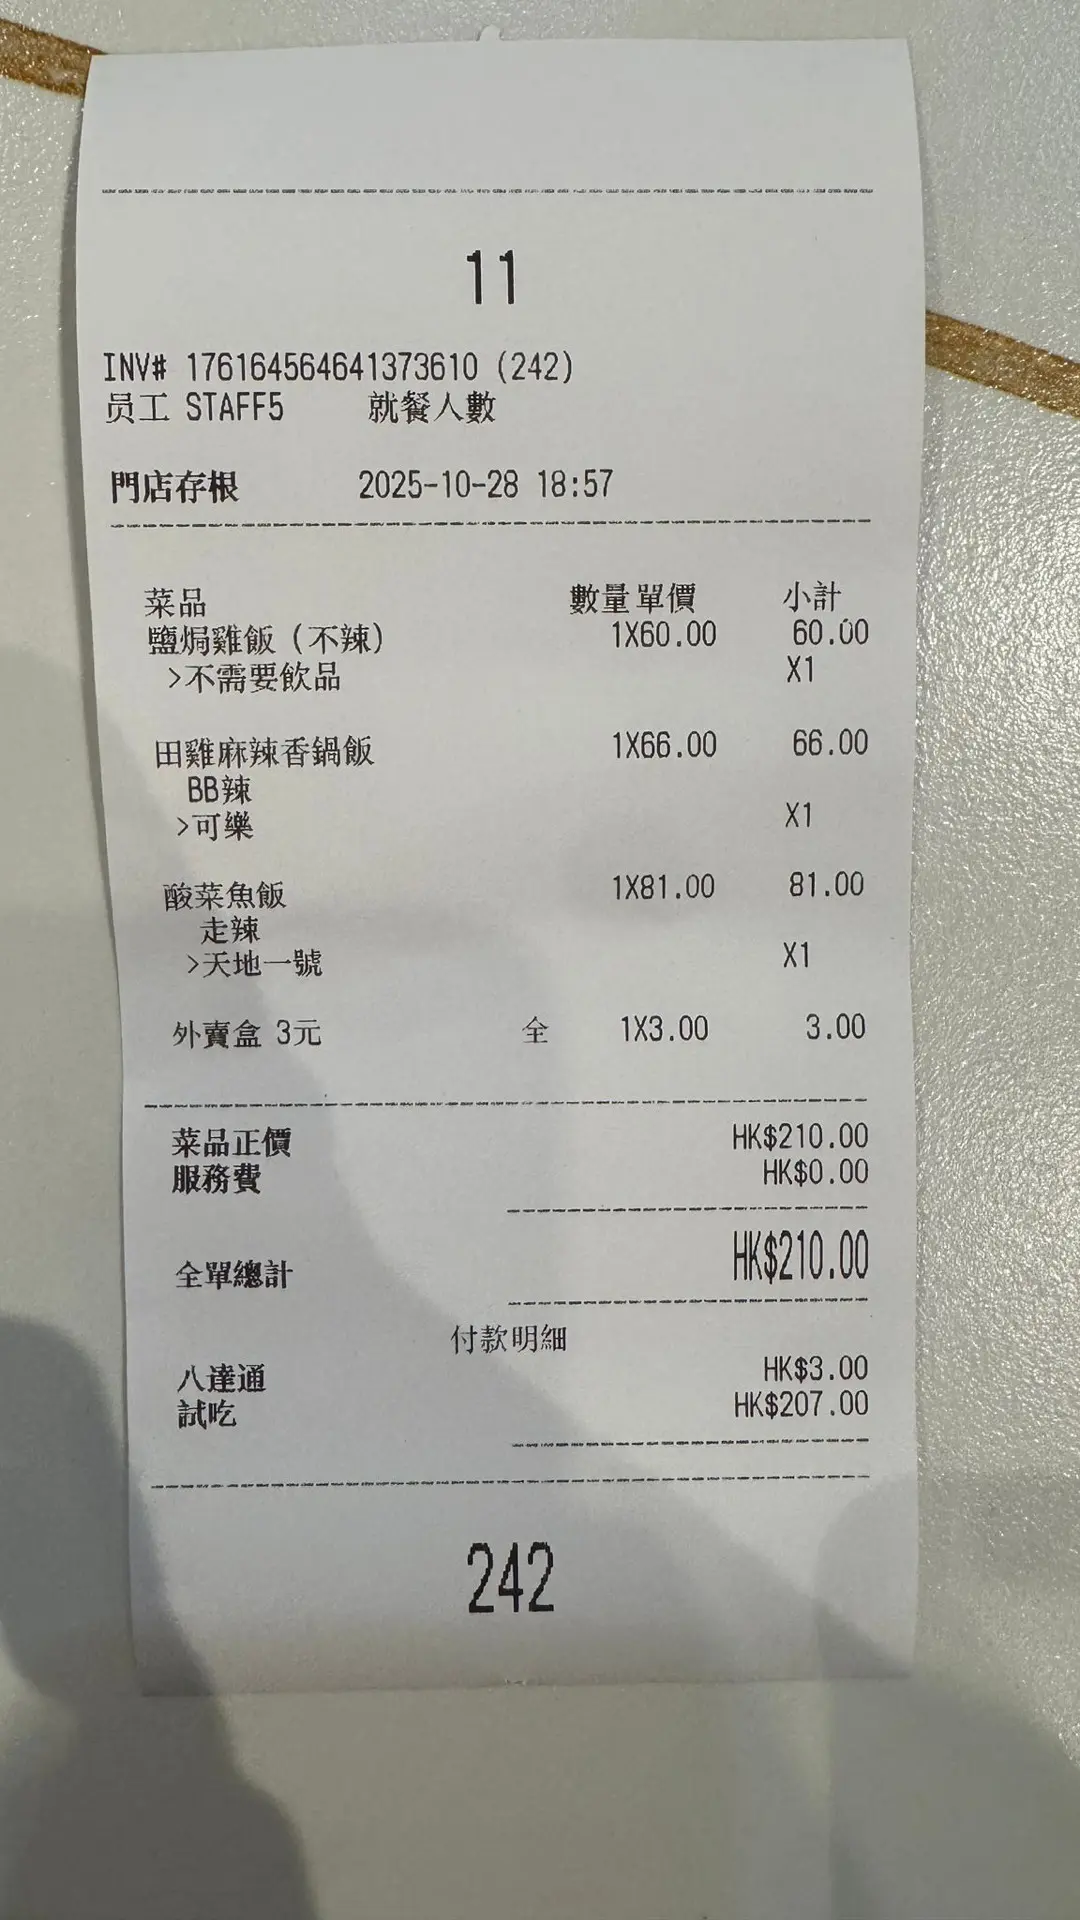 11
INV# 176164564641373610 (242)
员工 STAFF5 就餐人數
門店存根 2025-10-28 18:57
菜品 數量單價 小計
鹽焗雞飯 (不辣) 1X60.00 60.00
>不需要飲品 X1
田雞麻辣香鍋飯 1X66.00 66.00
BB辣
>可樂 X1
酸菜魚飯 1X81.00 81.00
走辣
>天地一號 X1
外賣盒 3元 全 1X3.00 3.00
菜品正價 HK$210.00
服務費 HK$0.00
全單總計 HK$210.00
付款明細
八達通 HK$3.00
試吃 HK$207.00
242